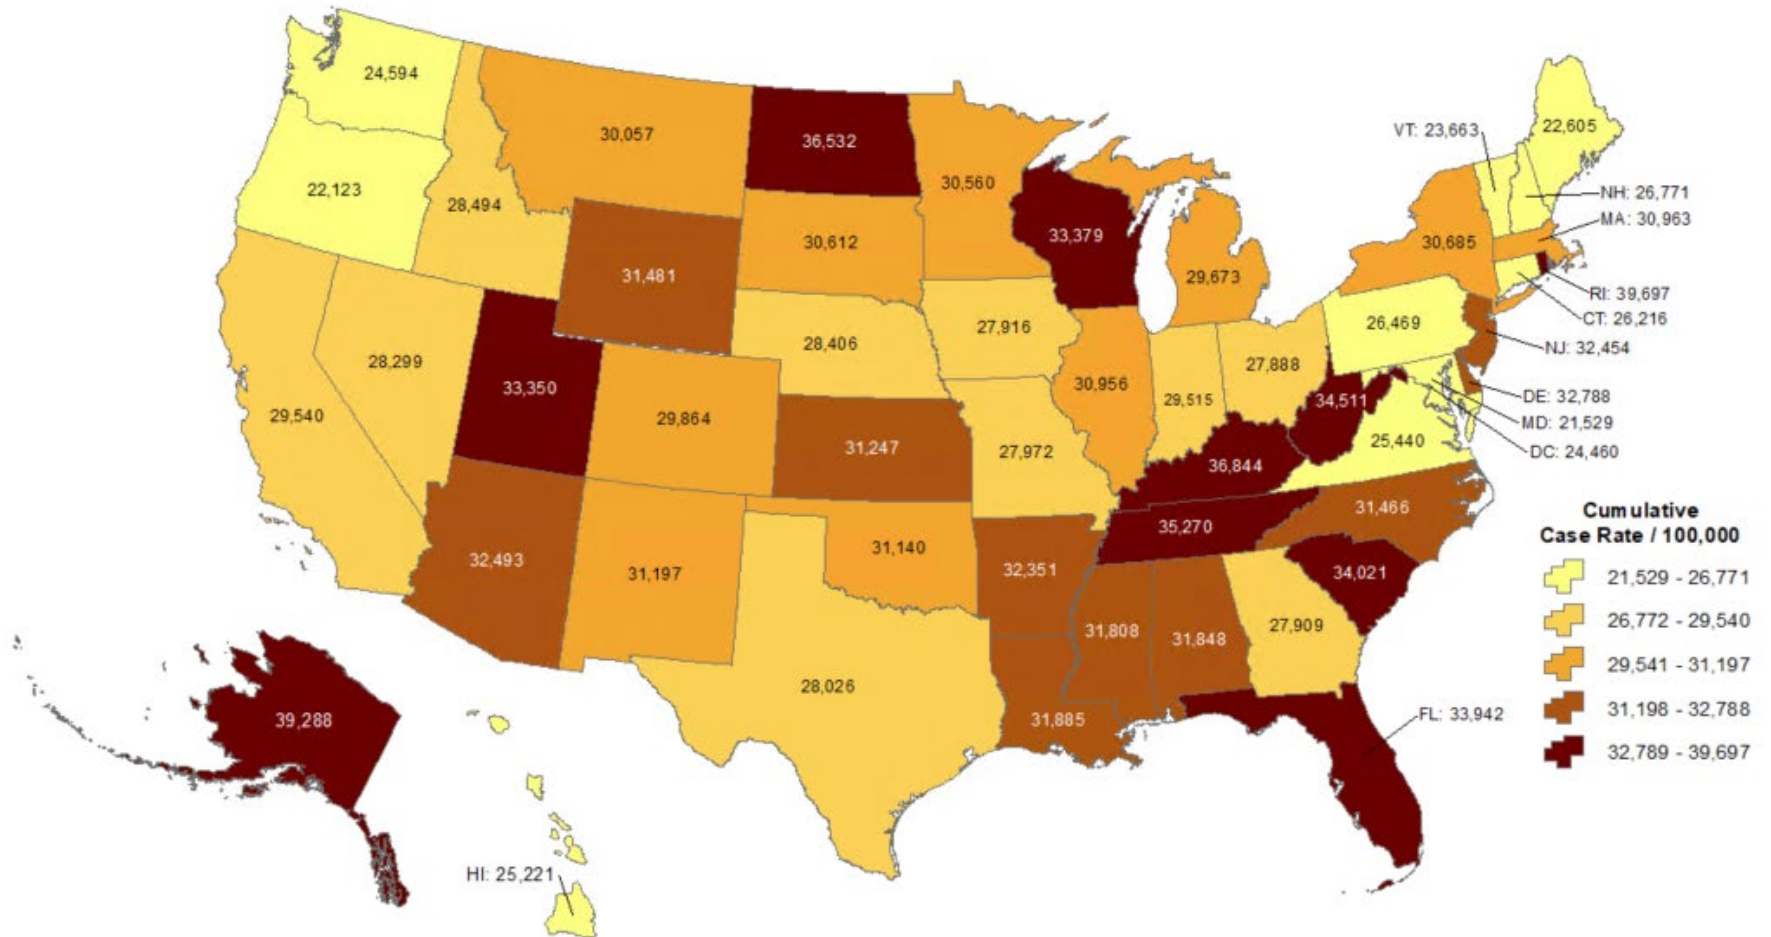 24,594
22,605
VT: 23,663
30,057
36,532
22,123
30,560
NH: 26,771
28,494
MA: 30,963
33,379
30,612
30,685
31,481
29,673
RI: 39,697
CT: 26,216
26,469
27,916
28,406
NJ: 32,454
28,299
27,888
33,350
30,956
29,515
34,511
DE: 32,788
29,540
29,864
MD: 21,529
25,440
31,247
27,972
DC: 24,460
36,844
31,466
Cumulative
Case Rate / 100,000
35,270
31,140
32,493
31,197
32,351
34,021
21,529 - 26,771
26,772 - 29,540
27,909
31,808
31,848
29,541 - 31,197
28,026
31,198 - 32,788
39,288
31,885
FL: 33,942
32,789 - 39,697
HI: 25,221